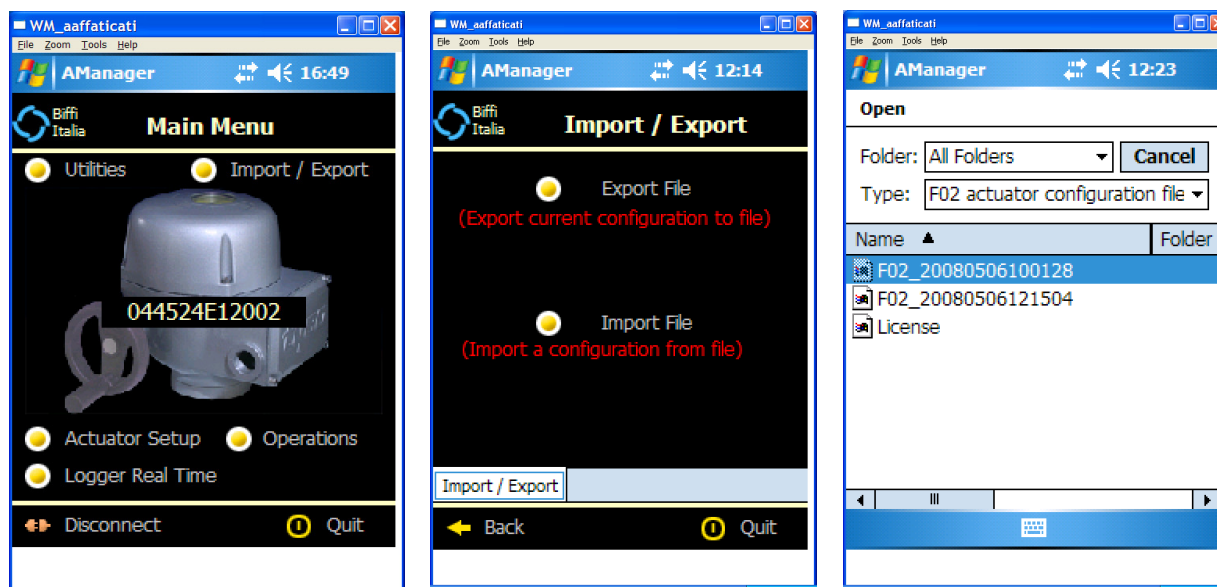 WM_aaffaticati
File Zoom Tools Help
AManager 16:49
Biffi
Italia
Main Menu
Utilities Import / Export
044524E12002
Actuator Setup Operations
Logger Real Time
Disconnect Quit
WM_aaffaticati
File Zoom Tools Help
AManager 12:14
Biffi
Italia
Import / Export
Export File
(Export current configuration to file)
Import File
(Import a configuration from file)
Import / Export
Back Quit
WM_aaffaticati
File Zoom Tools Help
AManager 12:23
Open
Folder: All Folders Cancel
Type: F02 actuator configuration file
Name Folder
F02_20080506100128
F02_20080506121504
License